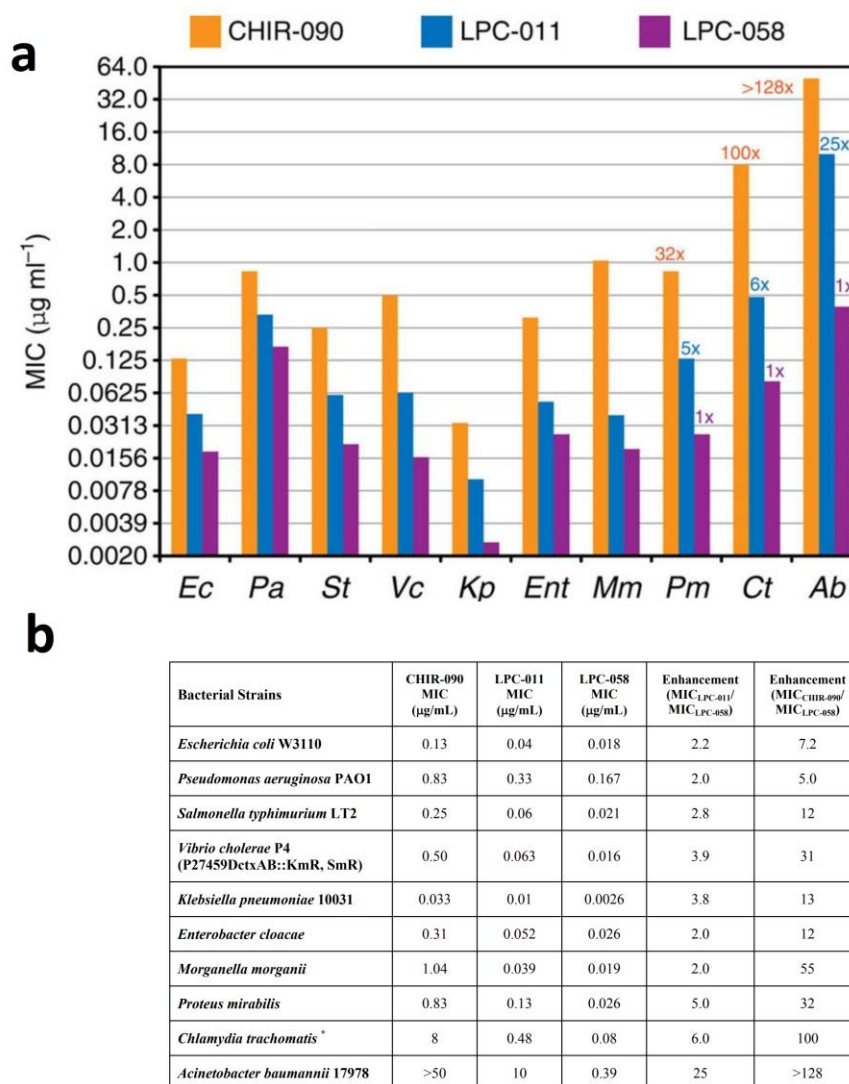 a
CHIR-090 LPC-011 LPC-058
MIC (µg ml⁻¹)
64.0
32.0
16.0
8.0
4.0
2.0
1.0
0.5
0.25
0.125
0.0625
0.0313
0.0156
0.0078
0.0039
0.0020
32x 5x 1x
100x 6x 1x
>128x 25x 1x
Ec Pa St Vc Kp Ent Mm Pm Ct Ab
b
Bacterial Strains
CHIR-090
MIC
(µg/mL)
LPC-011
MIC
(µg/mL)
LPC-058
MIC
(µg/mL)
Enhancement
(MIC LPC-011/
MIC LPC-058)
Enhancement
(MIC CHIR-090/
MIC LPC-058)
Escherichia coli W3110 0.13 0.04 0.018 2.2 7.2
Pseudomonas aeruginosa PAO1 0.83 0.33 0.167 2.0 5.0
Salmonella typhimurium LT2 0.25 0.06 0.021 2.8 12
Vibrio cholerae P4
(P27459DctxAB::KmR, SmR) 0.50 0.063 0.016 3.9 31
Klebsiella pneumoniae 10031 0.033 0.01 0.0026 3.8 13
Enterobacter cloacae 0.31 0.052 0.026 2.0 12
Morganella morganii 1.04 0.039 0.019 2.0 55
Proteus mirabilis 0.83 0.13 0.026 5.0 32
Chlamydia trachomatis * 8 0.48 0.08 6.0 100
Acinetobacter baumannii 17978 >50 10 0.39 25 >128